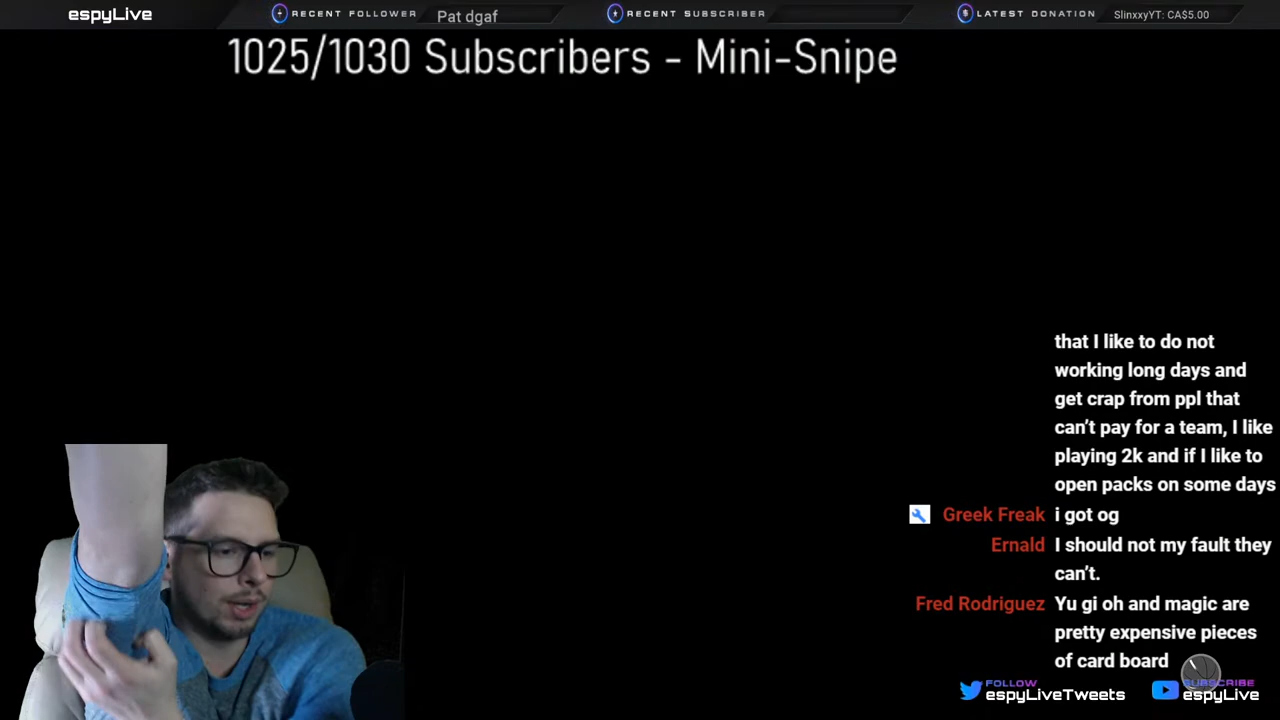 espyLive
RECENT FOLLOWER
Pat dgaf
RECENT SUBSCRIBER
LATEST DONATION
SlinxxyYT: CA$5.00
1025/1030 Subscribers - Mini-Snipe
that I like to do not
working long days and
get crap from ppl that
can't pay for a team, I like
playing 2k and if I like to
open packs on some days
Greek Freak i got og
Ernald I should not my fault they
can't.
Fred Rodriguez Yu gi oh and magic are
pretty expensive pieces
of card board
FOLLOW
espyLiveTweets
SUBSCRIBE
espyLive